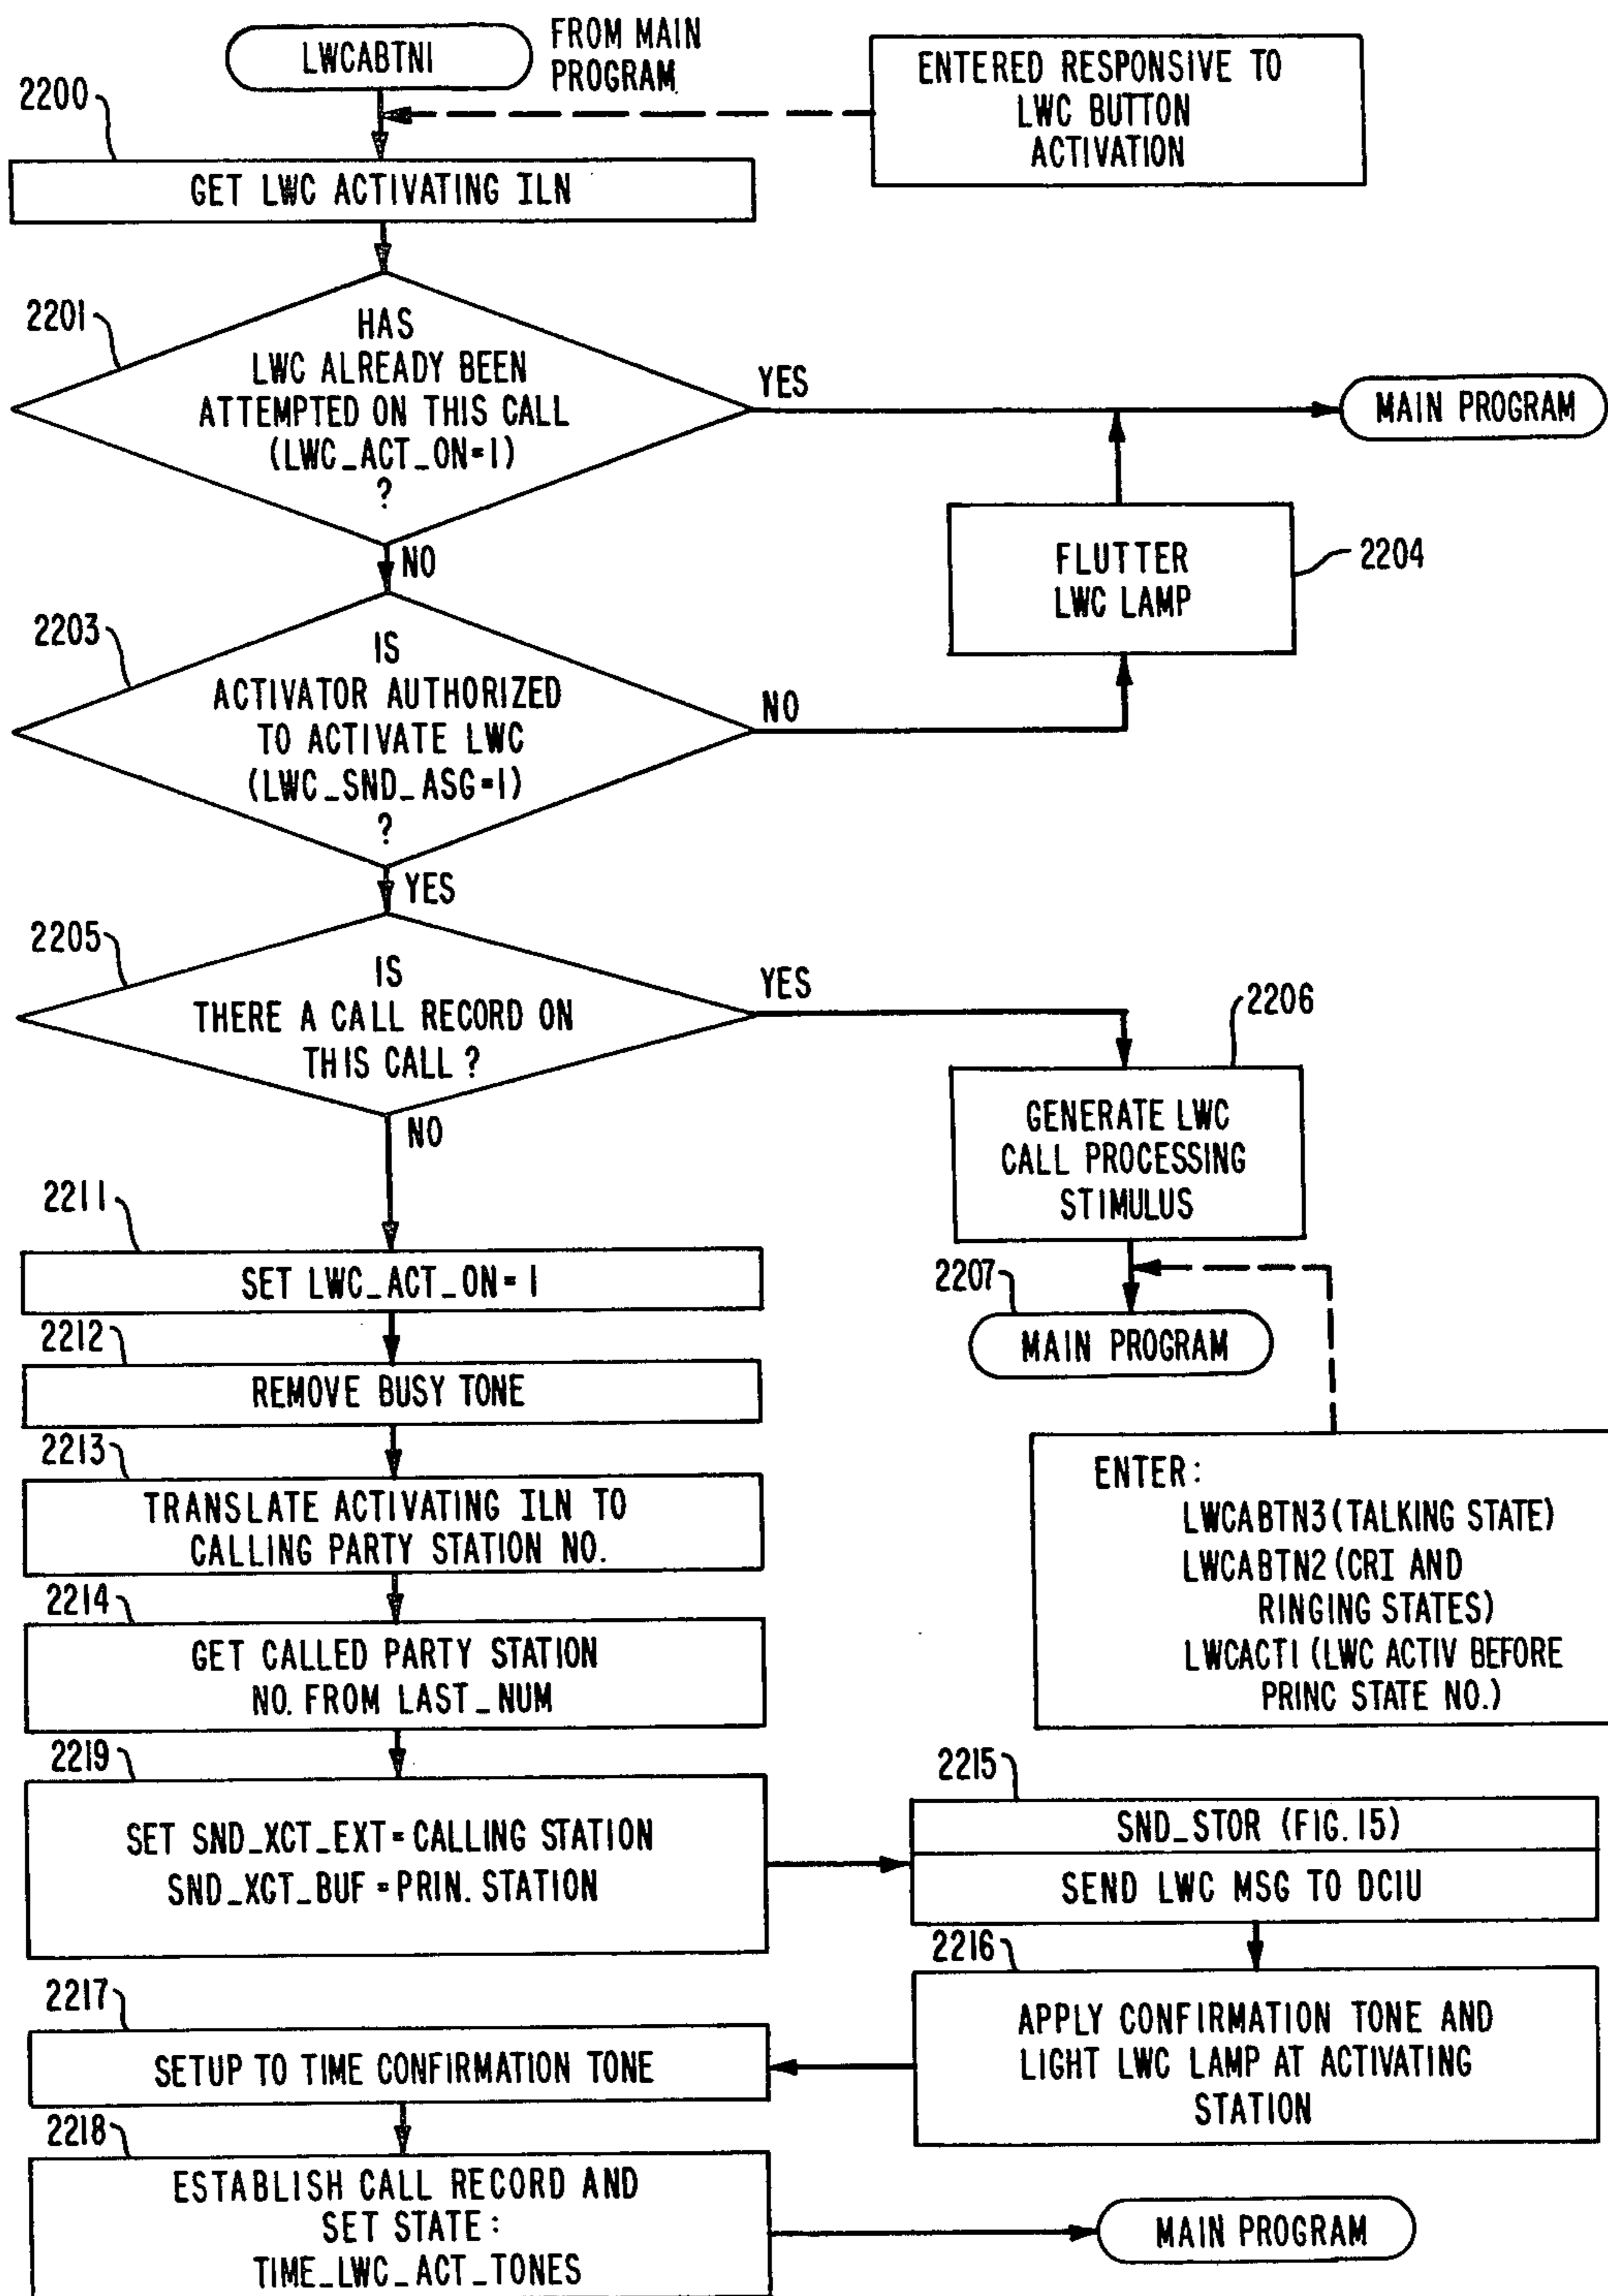 LWCABTN1
FROM MAIN
PROGRAM
ENTERED RESPONSIVE TO
LWC BUTTON
ACTIVATION
2200
GET LWC ACTIVATING ILN
2201
HAS
LWC ALREADY BEEN
ATTEMPTED ON THIS CALL
(LWC_ACT_ON=1)
?
YES
MAIN PROGRAM
NO
FLUTTER
LWC LAMP
2204
2203
IS
ACTIVATOR AUTHORIZED
TO ACTIVATE LWC
(LWC_SND_ASG=1)
?
NO
YES
2205
IS
THERE A CALL RECORD ON
THIS CALL?
YES
2206
GENERATE LWC
CALL PROCESSING
STIMULUS
NO
2207
MAIN PROGRAM
2211
SET LWC_ACT_ON=1
2212
REMOVE BUSY TONE
2213
TRANSLATE ACTIVATING ILN TO
CALLING PARTY STATION NO.
ENTER:
LWCABTN3 (TALKING STATE)
LWCABTN2 (CRI AND
RINGING STATES)
LWCACT1 (LWC ACTIV BEFORE
PRINC STATE NO.)
2214
GET CALLED PARTY STATION
NO. FROM LAST_NUM
2219
SET SND_XCT_EXT=CALLING STATION
SND_XCT_BUF=PRIN. STATION
2215
SND_STOR (FIG. 15)
SEND LWC MSG TO DCIU
2216
APPLY CONFIRMATION TONE AND
LIGHT LWC LAMP AT ACTIVATING
STATION
2217
SETUP TO TIME CONFIRMATION TONE
2218
ESTABLISH CALL RECORD AND
SET STATE:
TIME_LWC_ACT_TONES
MAIN PROGRAM